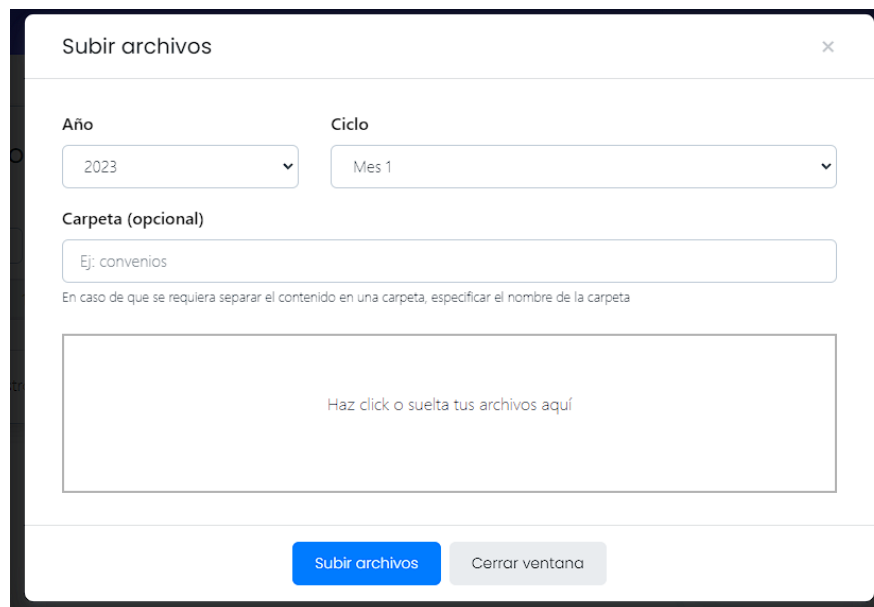 Subir archivos
×
Año
Ciclo
2023
Mes 1
Carpeta (opcional)
Ej: convenios
En caso de que se requiera separar el contenido en una carpeta, especificar el nombre de la carpeta
Haz click o suelta tus archivos aquí
Subir archivos
Cerrar ventana